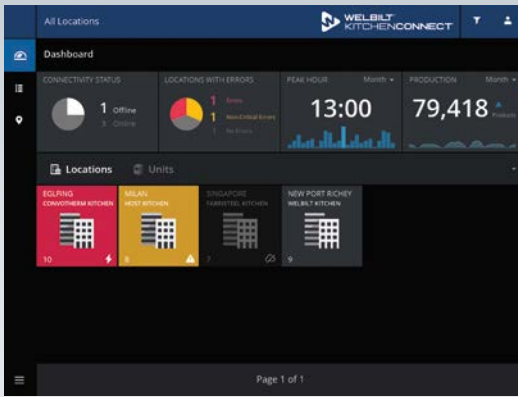 All Locations
WELBILT
KITCHENCONNECT
Dashboard
CONNECTIVITY STATUS
1 Offline
3 Online
LOCATIONS WITH ERRORS
1 Errors
1 Non-Critical Errors
1 No Errors
PEAK HOUR
Month
13:00
PRODUCTION
Month
79,418
Products
Locations
Units
EGLFING
CONVOTHERM KITCHEN
10
MILAN
HOST KITCHEN
8
SINGAPORE
FABRISTEEL KITCHEN
7
NEW PORT RICHEY
WELBILT KITCHEN
9
Page 1 of 1